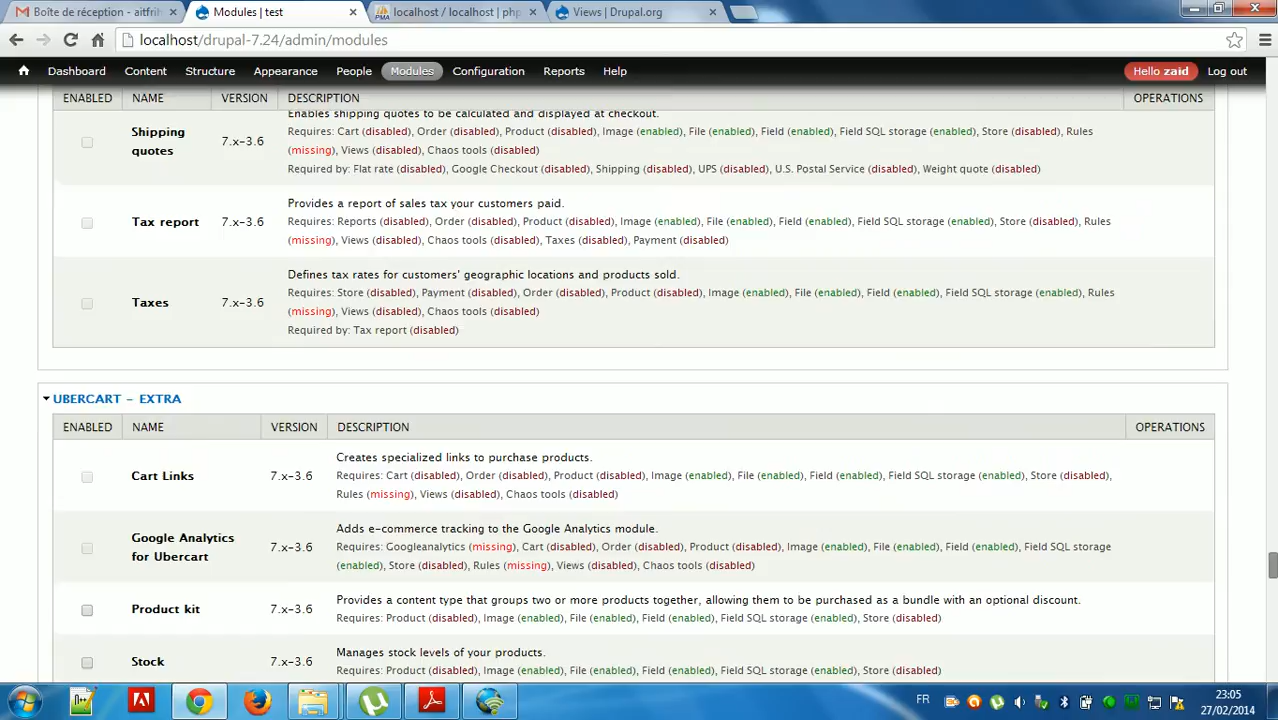 Boîte de réception - aitfril
Modules | test
localhost / localhost | php
Views | Drupal.org
localhost/drupal-7.24/admin/modules
Dashboard Content Structure Appearance People Modules Configuration Reports Help Hello zaid Log out
ENABLED NAME VERSION DESCRIPTION OPERATIONS
Enables shipping quotes to be calculated and displayed at checkout.
Shipping quotes
7.x-3.6
Requires: Cart (disabled), Order (disabled), Product (disabled), Image (enabled), File (enabled), Field (enabled), Field SQL storage (enabled), Store (disabled), Rules
(missing), Views (disabled), Chaos tools (disabled)
Required by: Flat rate (disabled), Google Checkout (disabled), Shipping (disabled), UPS (disabled), U.S. Postal Service (disabled), Weight quote (disabled)
Tax report
7.x-3.6
Provides a report of sales tax your customers paid.
Requires: Reports (disabled), Order (disabled), Product (disabled), Image (enabled), File (enabled), Field (enabled), Field SQL storage (enabled), Store (disabled), Rules
(missing), Views (disabled), Chaos tools (disabled), Taxes (disabled), Payment (disabled)
Taxes
7.x-3.6
Defines tax rates for customers' geographic locations and products sold.
Requires: Store (disabled), Payment (disabled), Order (disabled), Product (disabled), Image (enabled), File (enabled), Field (enabled), Field SQL storage (enabled), Rules
(missing), Views (disabled), Chaos tools (disabled)
Required by: Tax report (disabled)
UBERCART - EXTRA
ENABLED NAME VERSION DESCRIPTION OPERATIONS
Cart Links
7.x-3.6
Creates specialized links to purchase products.
Requires: Cart (disabled), Order (disabled), Product (disabled), Image (enabled), File (enabled), Field (enabled), Field SQL storage (enabled), Store (disabled),
Rules (missing), Views (disabled), Chaos tools (disabled)
Google Analytics
for Ubercart
7.x-3.6
Adds e-commerce tracking to the Google Analytics module.
Requires: Googleanalytics (missing), Cart (disabled), Order (disabled), Product (disabled), Image (enabled), File (enabled), Field (enabled), Field SQL storage
(enabled), Store (disabled), Rules (missing), Views (disabled), Chaos tools (disabled)
Product kit
7.x-3.6
Provides a content type that groups two or more products together, allowing them to be purchased as a bundle with an optional discount.
Requires: Product (disabled), Image (enabled), File (enabled), Field (enabled), Field SQL storage (enabled), Store (disabled)
Stock
7.x-3.6
Manages stock levels of your products.
Requires: Product (disabled), Image (enabled), File (enabled), Field (enabled), Field SQL storage (enabled), Store (disabled)
FR
23:05
27/02/2014